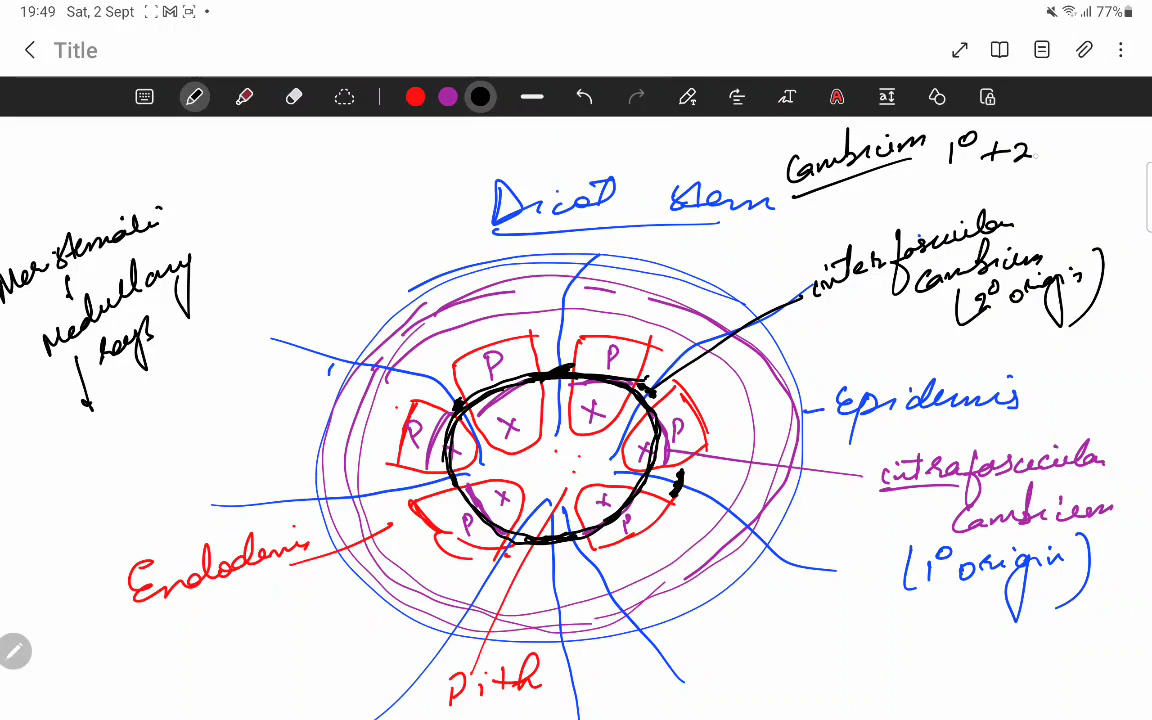 19:49 Sat, 2 Sept
77%
Title
Cambium 1° + 2
Dicot stem
Meristematic
Medullary
rays
interfascicular
cambium
(2° origin)
P
P
X
X
P
X
X
P
X
P
X
P
Epidermis
intrafascicular
cambium
(1° origin)
Endodermis
Pith